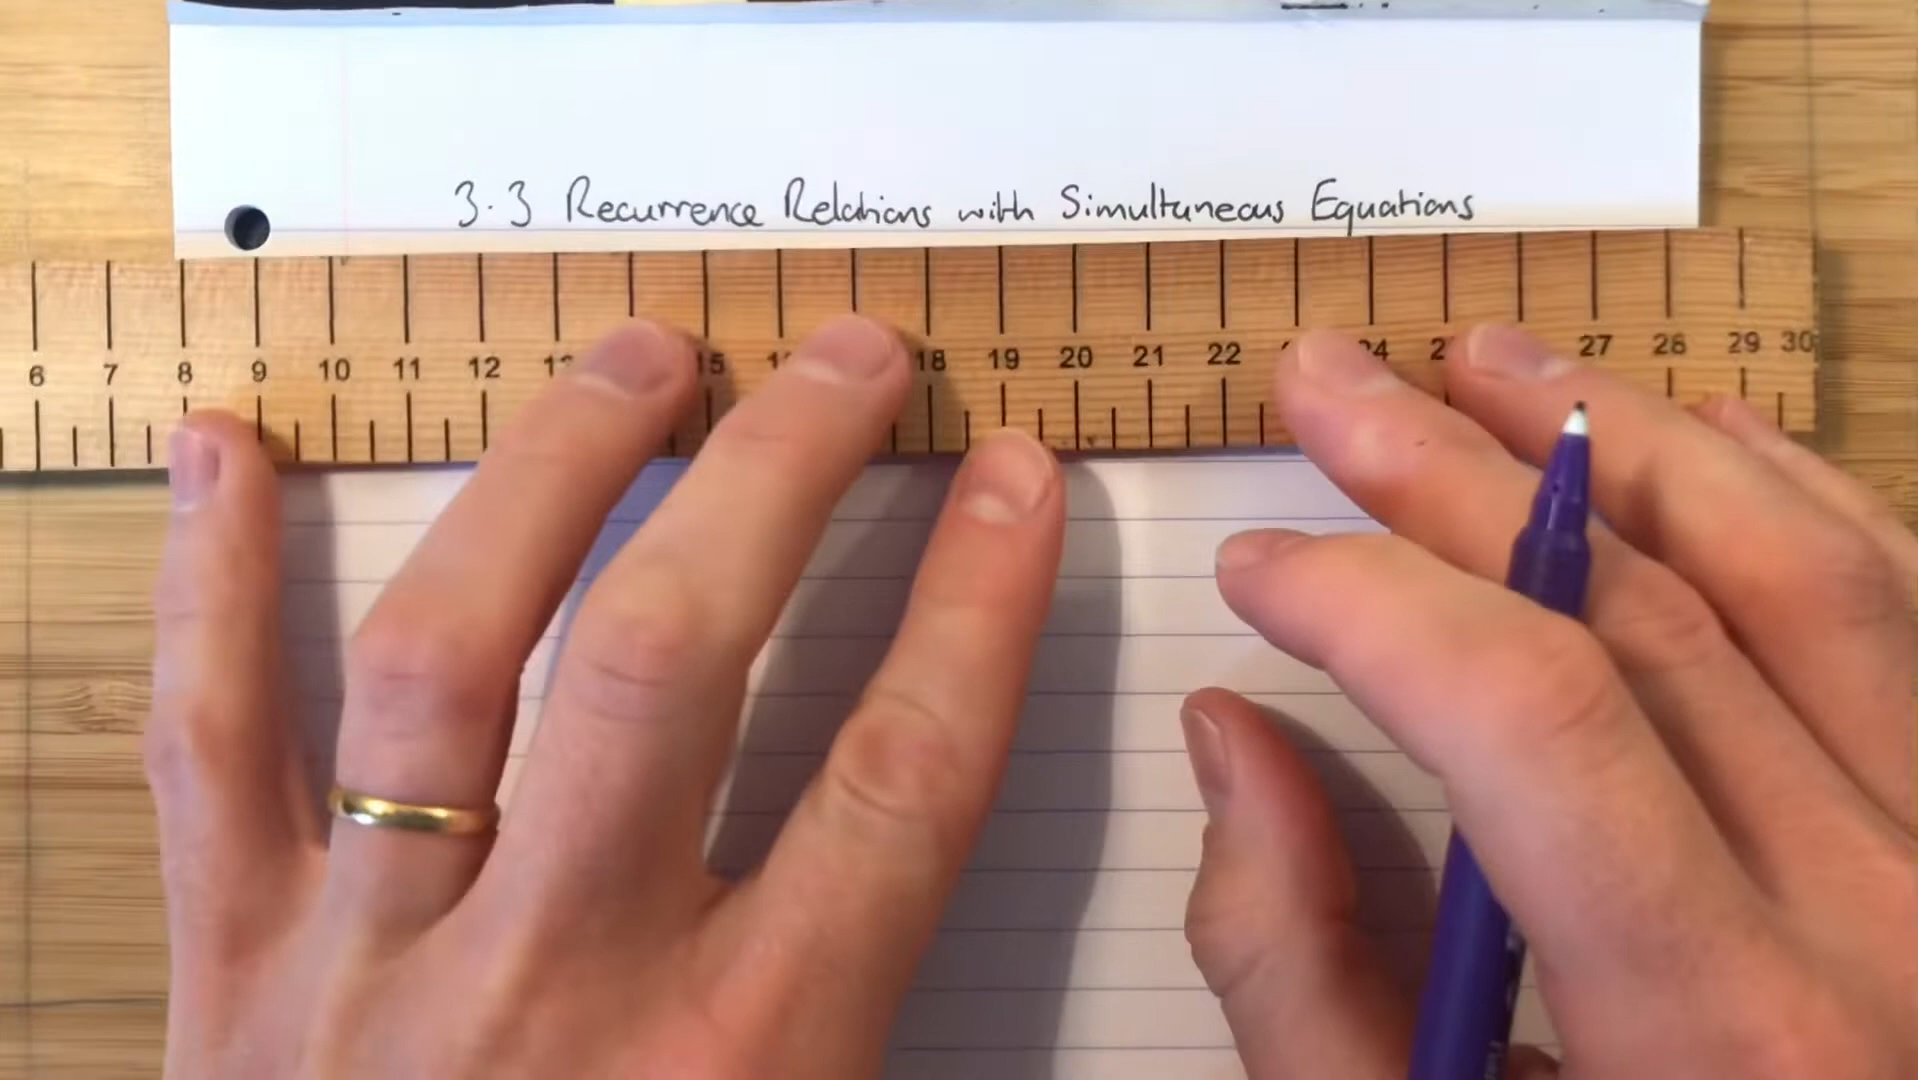 3.3 Recurrence Relations with Simultaneous Equations
6 7 8 9 10 11 12 15 18 19 20 21 22 27 28 29 30